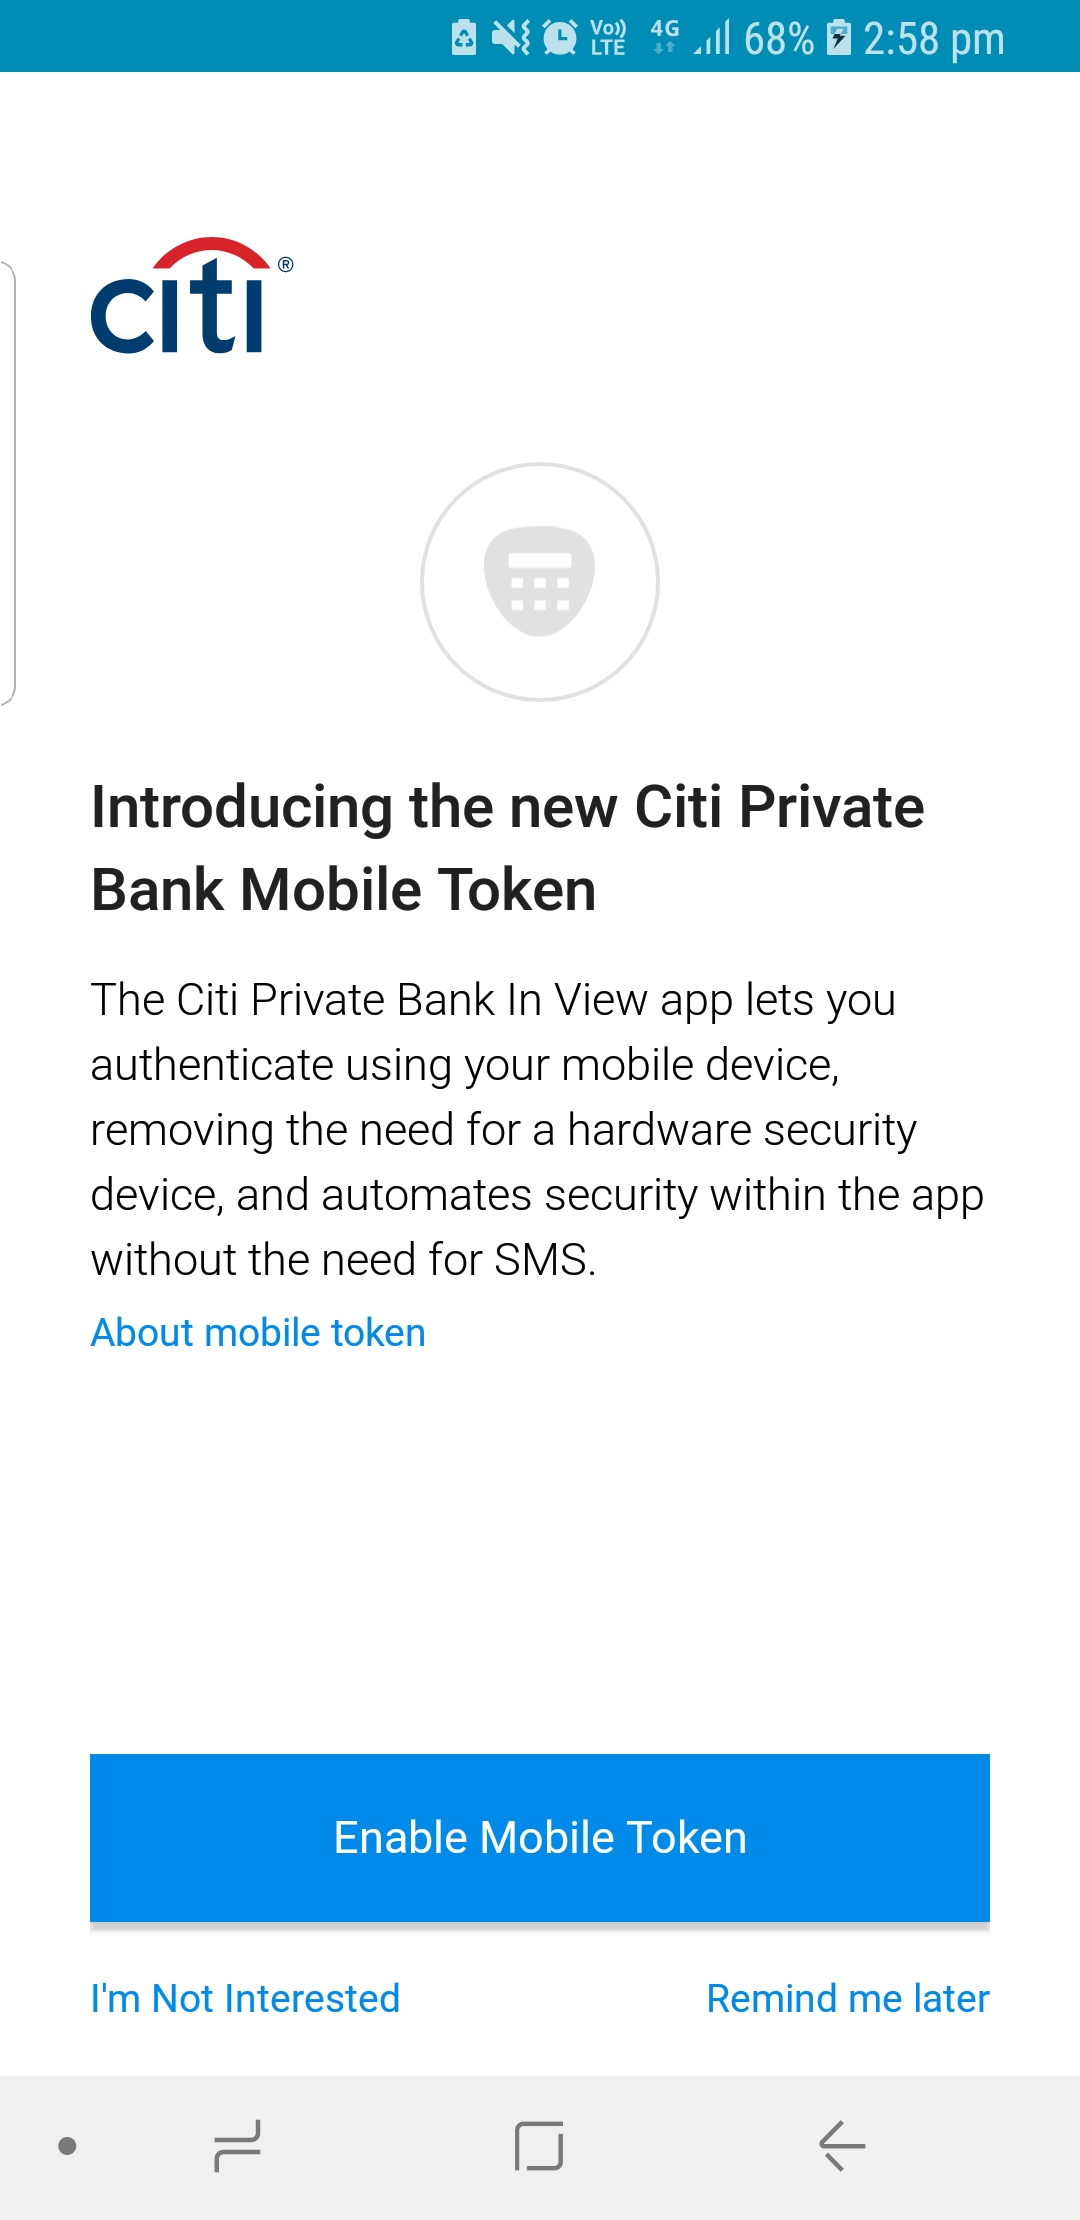 Vo)) LTE 4G 68% 2:58 pm
citi®
Introducing the new Citi Private
Bank Mobile Token
The Citi Private Bank In View app lets you
authenticate using your mobile device,
removing the need for a hardware security
device, and automates security within the app
without the need for SMS.
About mobile token
Enable Mobile Token
I'm Not Interested
Remind me later